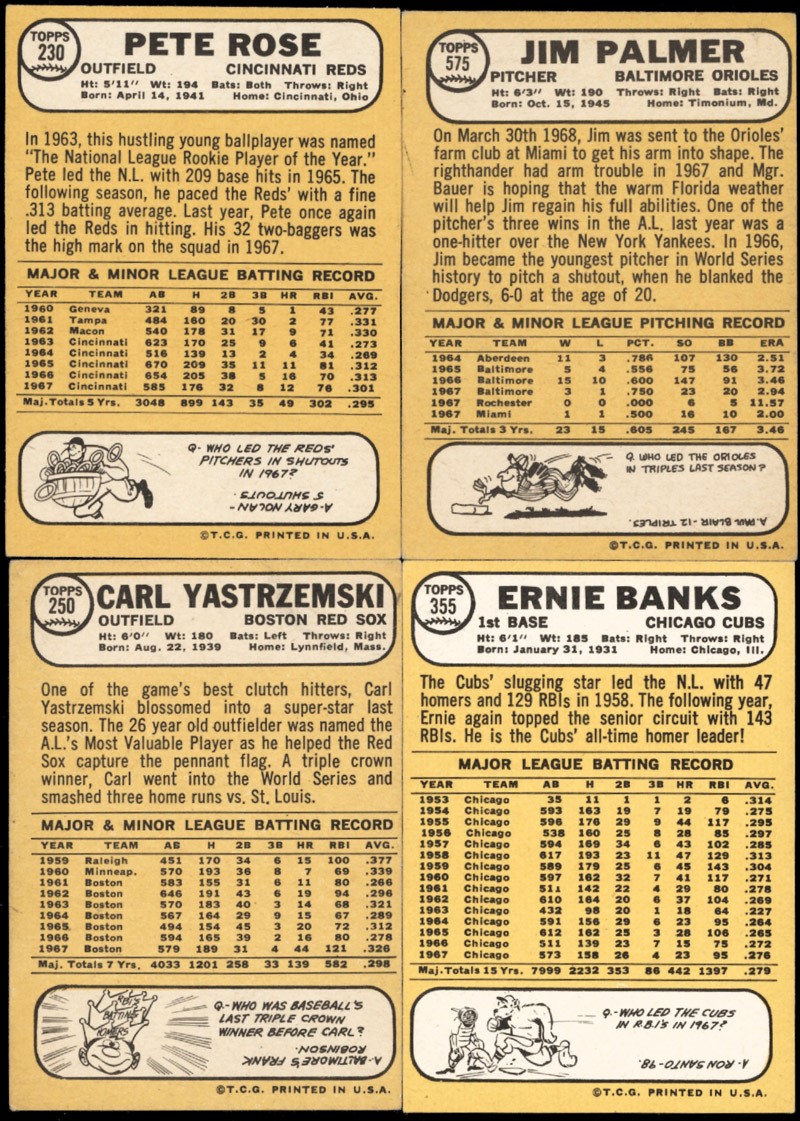 TOPPS
230
PETE ROSE
OUTFIELD CINCINNATI REDS
Ht: 5'11" Wt: 194 Bats: Both Throws: Right
Born: April 14, 1941 Home: Cincinnati, Ohio
In 1963, this hustling young ballplayer was named
"The National League Rookie Player of the Year."
Pete led the N.L. with 209 base hits in 1965. The
following season, he paced the Reds' with a fine
.313 batting average. Last year, Pete once again
led the Reds in hitting. His 32 two-baggers was
the high mark on the squad in 1967.
MAJOR & MINOR LEAGUE BATTING RECORD
YEAR TEAM AB H 2B 3B HR RBI AVG.
1960 Geneva 321 89 8 5 1 43 .277
1961 Tampa 484 160 20 30 2 77 .331
1962 Macon 540 178 31 17 9 71 .330
1963 Cincinnati 623 170 25 9 6 41 .273
1964 Cincinnati 516 139 13 2 4 34 .269
1965 Cincinnati 670 209 35 11 11 81 .312
1966 Cincinnati 654 205 38 5 16 70 .313
1967 Cincinnati 585 176 32 8 12 76 .301
Maj. Totals 5 Yrs. 3048 899 143 35 49 302 .295
Q- WHO LED THE REDS'
PITCHERS IN SHUTOUTS
IN 1967?
A-GARY NOLAN-
5 SHUTOUTS
©T.C.G. PRINTED IN U.S.A.
TOPPS
575
JIM PALMER
PITCHER BALTIMORE ORIOLES
Ht: 6'3" Wt: 190 Throws: Right Bats: Right
Born: Oct. 15, 1945 Home: Timonium, Md.
On March 30th 1968, Jim was sent to the Orioles'
farm club at Miami to get his arm into shape. The
righthander had arm trouble in 1967 and Mgr.
Bauer is hoping that the warm Florida weather
will help Jim regain his full abilities. One of the
pitcher's three wins in the A.L. last year was a
one-hitter over the New York Yankees. In 1966,
Jim became the youngest pitcher in World Series
history to pitch a shutout, when he blanked the
Dodgers, 6-0 at the age of 20.
MAJOR & MINOR LEAGUE PITCHING RECORD
YEAR TEAM W L PCT. SO BB ERA
1964 Aberdeen 11 3 .786 107 130 2.51
1965 Baltimore 5 4 .556 75 56 3.72
1966 Baltimore 15 10 .600 147 91 3.46
1967 Baltimore 3 1 .750 23 20 2.94
1967 Rochester 0 0 .000 6 5 11.57
1967 Miami 1 1 .500 16 10 2.00
Maj. Totals 3 Yrs. 23 15 .605 245 167 3.46
Q. WHO LED THE ORIOLES
IN TRIPLES LAST SEASON?
A. PAUL BLAIR - 12 TRIPLES.
©T.C.G. PRINTED IN U.S.A.
TOPPS
250
CARL YASTRZEMSKI
OUTFIELD BOSTON RED SOX
Ht: 6'0" Wt: 180 Bats: Left Throws: Right
Born: Aug. 22, 1939 Home: Lynnfield, Mass.
One of the game's best clutch hitters, Carl
Yastrzemski blossomed into a super-star last
season. The 26 year old outfielder was named the
A.L.'s Most Valuable Player as he helped the Red
Sox capture the pennant flag. A triple crown
winner, Carl went into the World Series and
smashed three home runs vs. St. Louis.
MAJOR & MINOR LEAGUE BATTING RECORD
YEAR TEAM AB H 2B 3B HR RBI AVG.
1959 Raleigh 451 170 34 6 15 100 .377
1960 Minneap. 570 193 36 8 7 69 .339
1961 Boston 583 155 31 6 11 80 .266
1962 Boston 646 191 43 6 19 94 .296
1963 Boston 570 183 40 3 14 68 .321
1964 Boston 567 164 29 9 15 67 .289
1965 Boston 494 154 45 3 20 72 .312
1966 Boston 594 165 39 2 16 80 .278
1967 Boston 579 189 31 4 44 121 .326
Maj. Totals 7 Yrs. 4033 1201 258 33 139 582 .298
RBI'S
BATTING
HOMERS
Q-WHO WAS BASEBALL'S
LAST TRIPLE CROWN
WINNER BEFORE CARL?
A- BALTIMORE'S FRANK
ROBINSON.
©T.C.G. PRINTED IN U.S.A.
TOPPS
355
ERNIE BANKS
1st BASE CHICAGO CUBS
Ht: 6'1" Wt: 185 Bats: Right Throws: Right
Born: January 31, 1931 Home: Chicago, Ill.
The Cubs' slugging star led the N.L. with 47
homers and 129 RBIs in 1958. The following year,
Ernie again topped the senior circuit with 143
RBIs. He is the Cubs' all-time homer leader!
MAJOR LEAGUE BATTING RECORD
YEAR TEAM AB H 2B 3B HR RBI AVG.
1953 Chicago 35 11 1 1 2 6 .314
1954 Chicago 593 163 19 7 19 79 .275
1955 Chicago 596 176 29 9 44 117 .295
1956 Chicago 538 160 25 8 28 85 .297
1957 Chicago 594 169 34 6 43 102 .285
1958 Chicago 617 193 23 11 47 129 .313
1959 Chicago 589 179 25 6 45 143 .304
1960 Chicago 597 162 32 7 41 117 .271
1961 Chicago 511 142 22 4 29 80 .278
1962 Chicago 610 164 20 6 37 104 .269
1963 Chicago 432 98 20 1 18 64 .227
1964 Chicago 591 156 29 6 23 95 .264
1965 Chicago 612 162 25 3 28 106 .265
1966 Chicago 511 139 23 7 15 75 .272
1967 Chicago 573 158 26 4 23 95 .276
Maj. Totals 15 Yrs. 7999 2232 353 86 442 1397 .279
Q.-WHO LED THE CUBS
IN R.B.I'S IN 1967?
A- RON SANTO-98.
©T.C.G. PRINTED IN U.S.A.